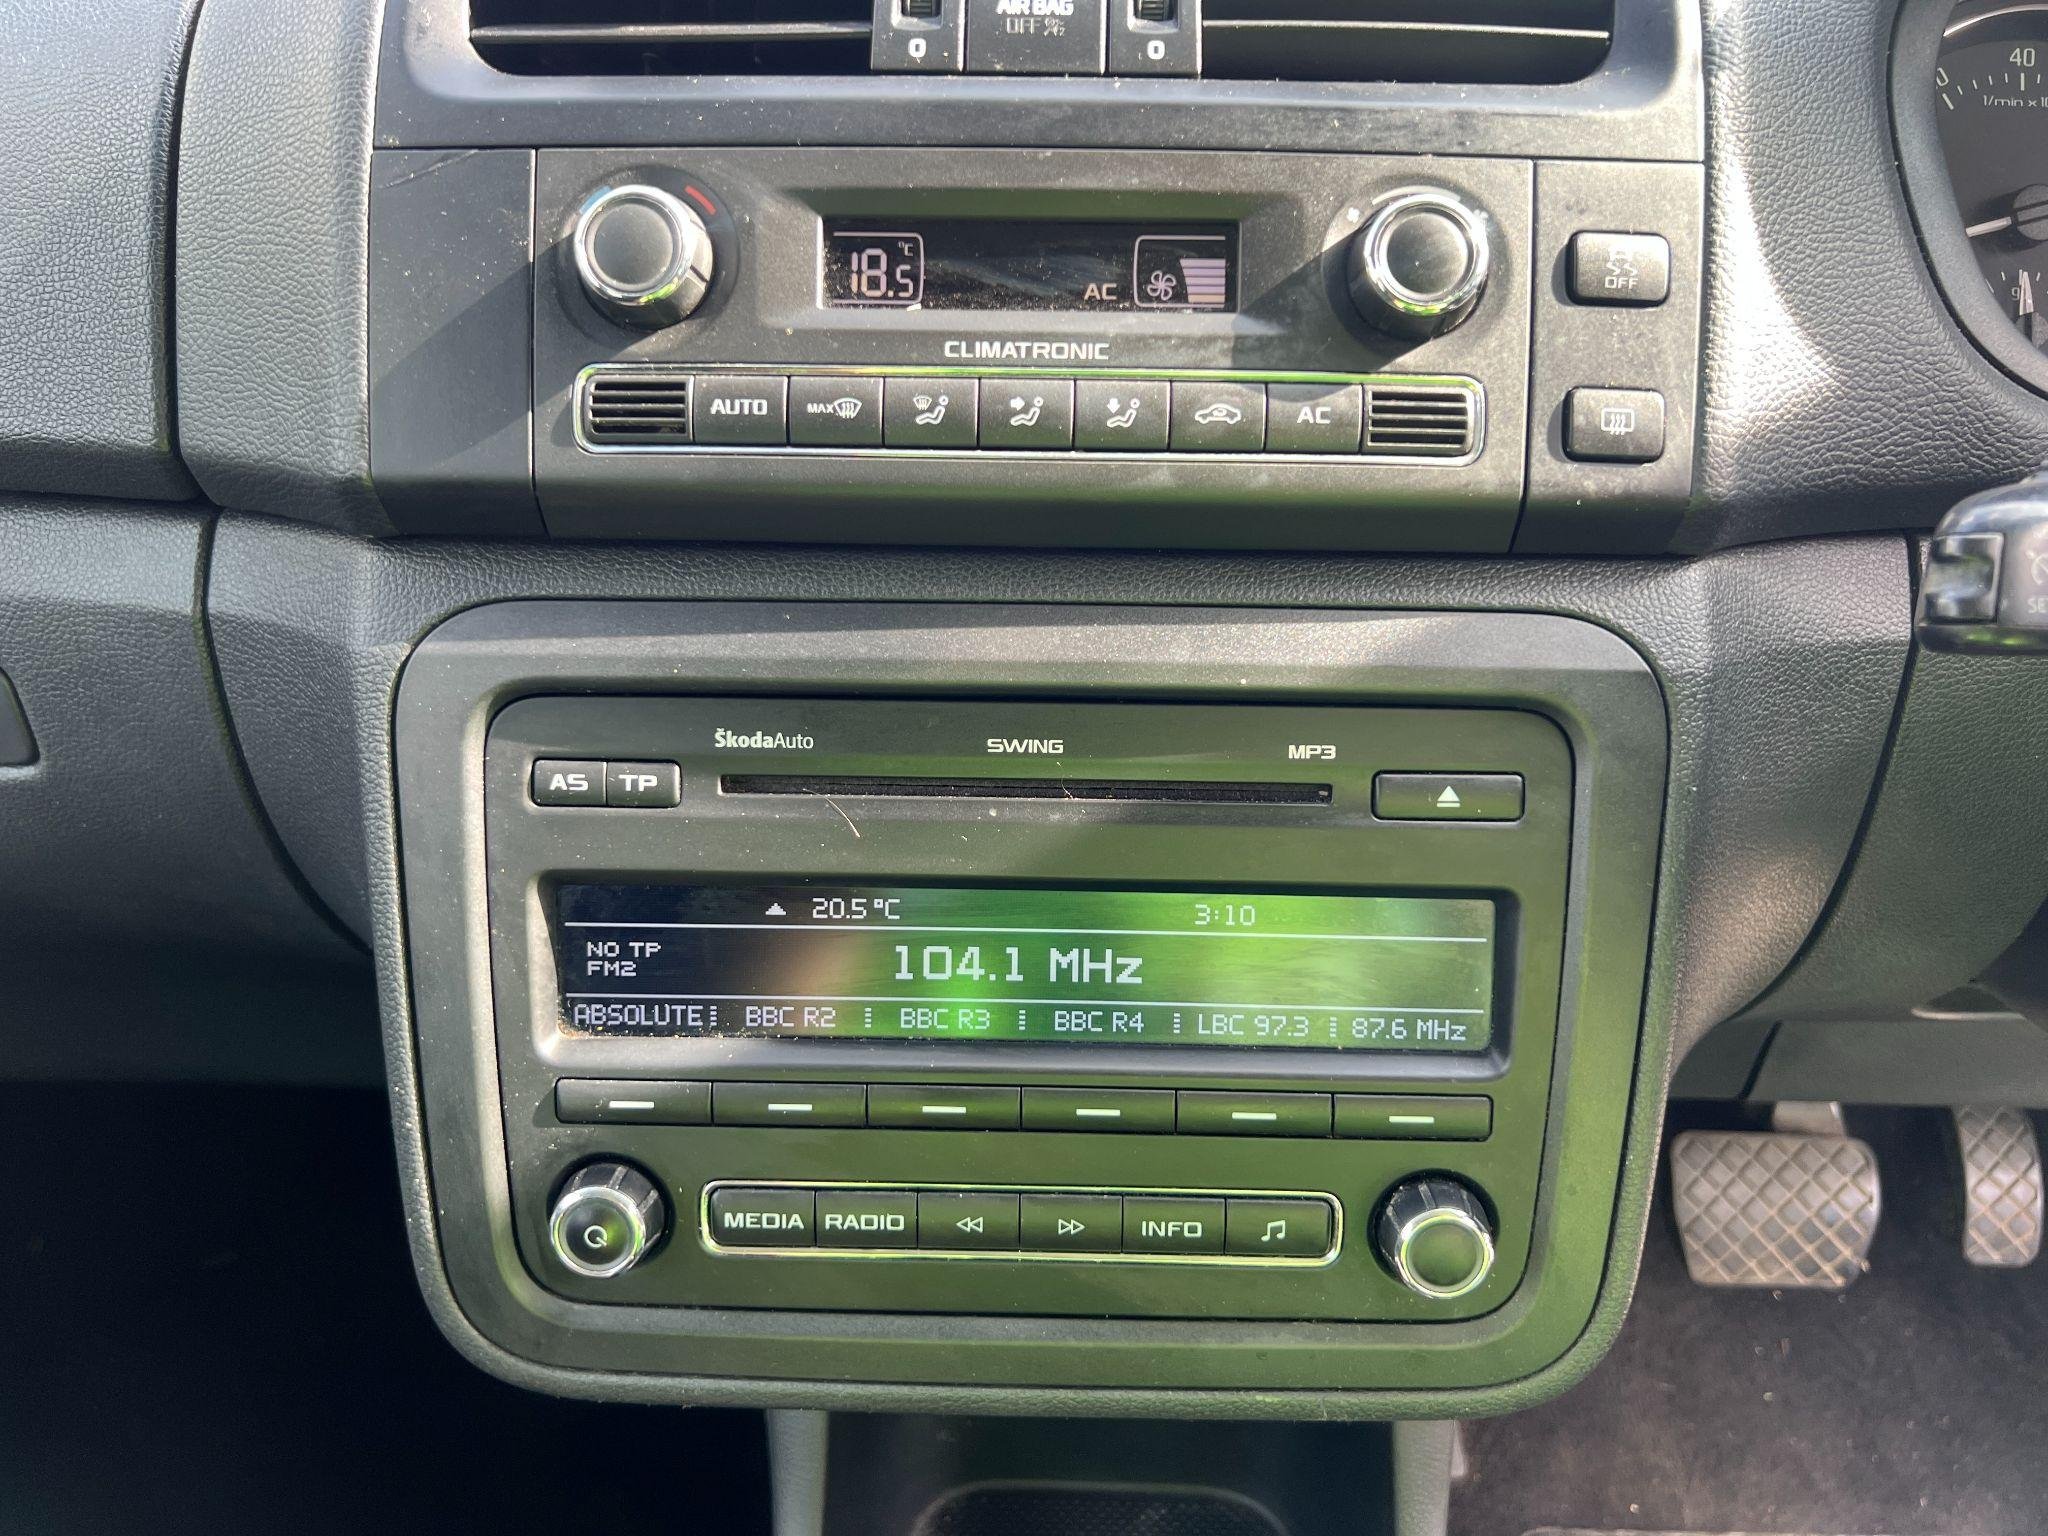 AIR BAG
OFF
0
0
40
1/min x 10
18.5 °C
AC
CLIMATRONIC
OFF
AUTO
MAX
AC
ŠkodaAuto
SWING
MP3
AS
TP
20.5 °C
3:10
NO TP
FM2
104.1 MHz
ABSOLUTE
BBC R2
BBC R3
BBC R4
LBC 97.3
87.6 MHz
MEDIA
RADIO
INFO